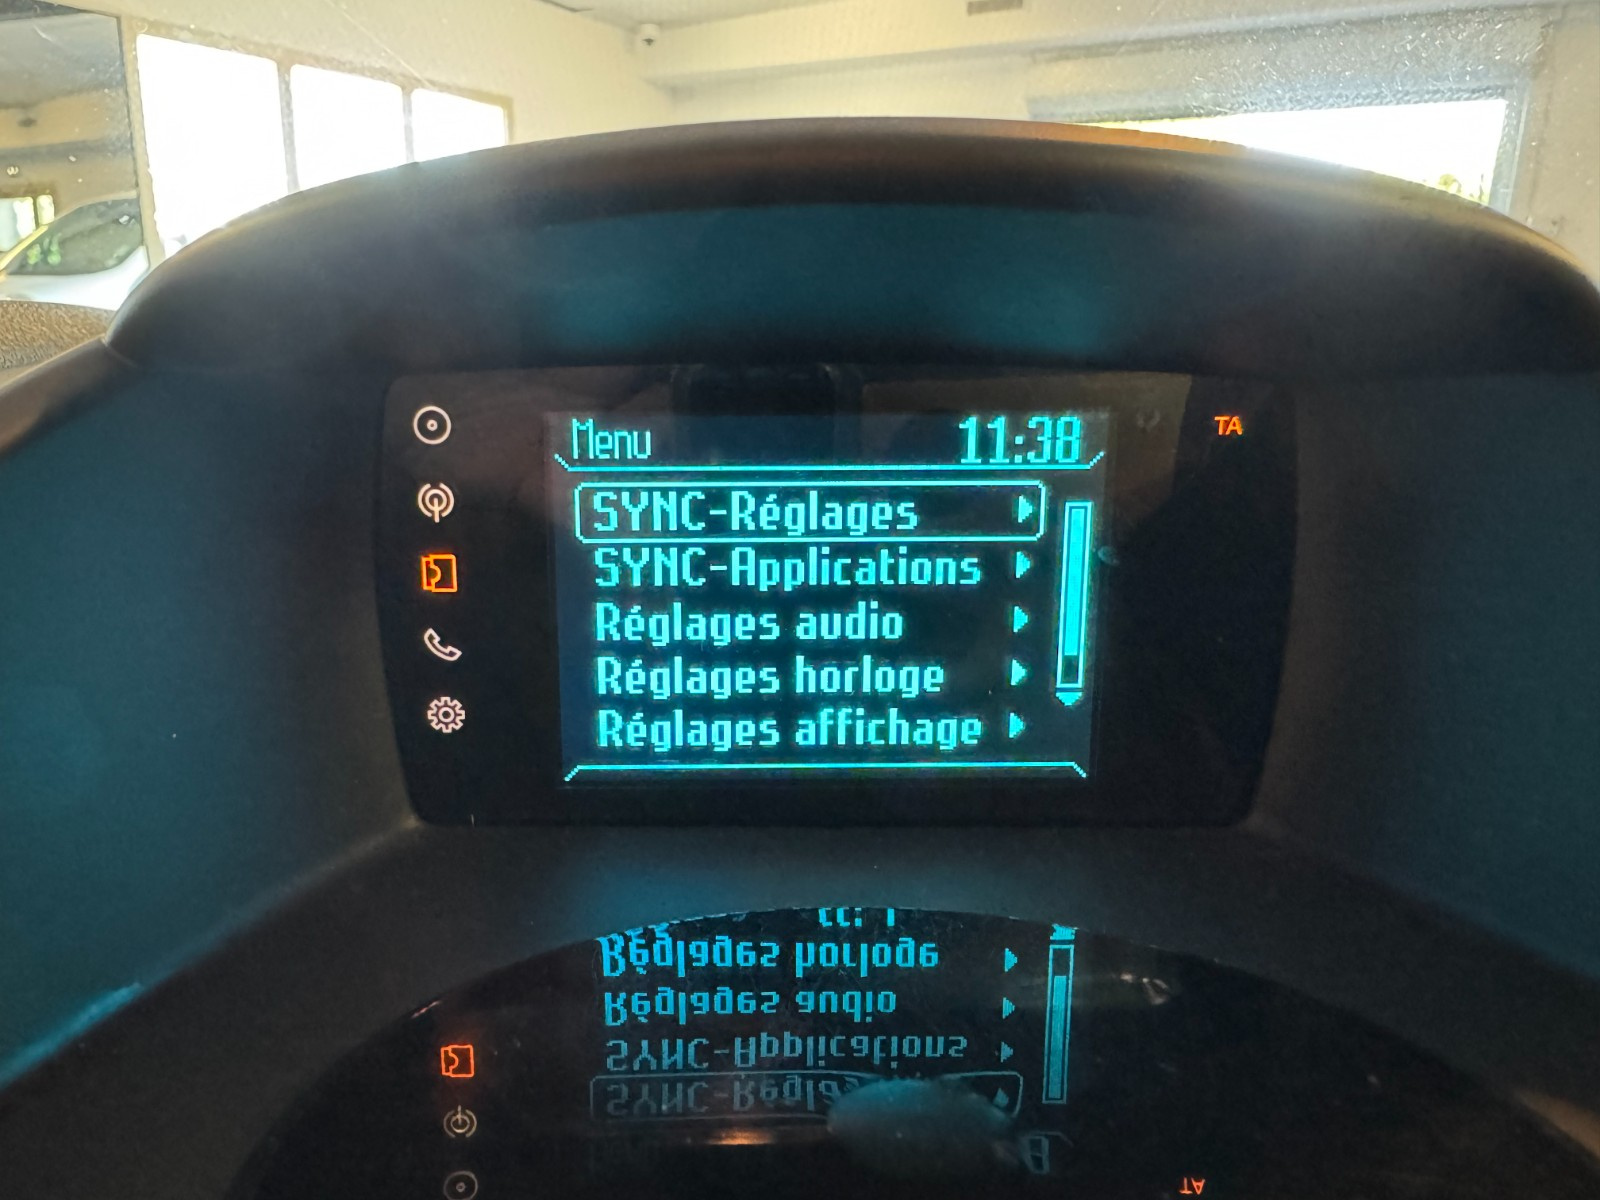 Menu 11:38
TA
SYNC-Réglages
SYNC-Applications
Réglages audio
Réglages horloge
Réglages affichage